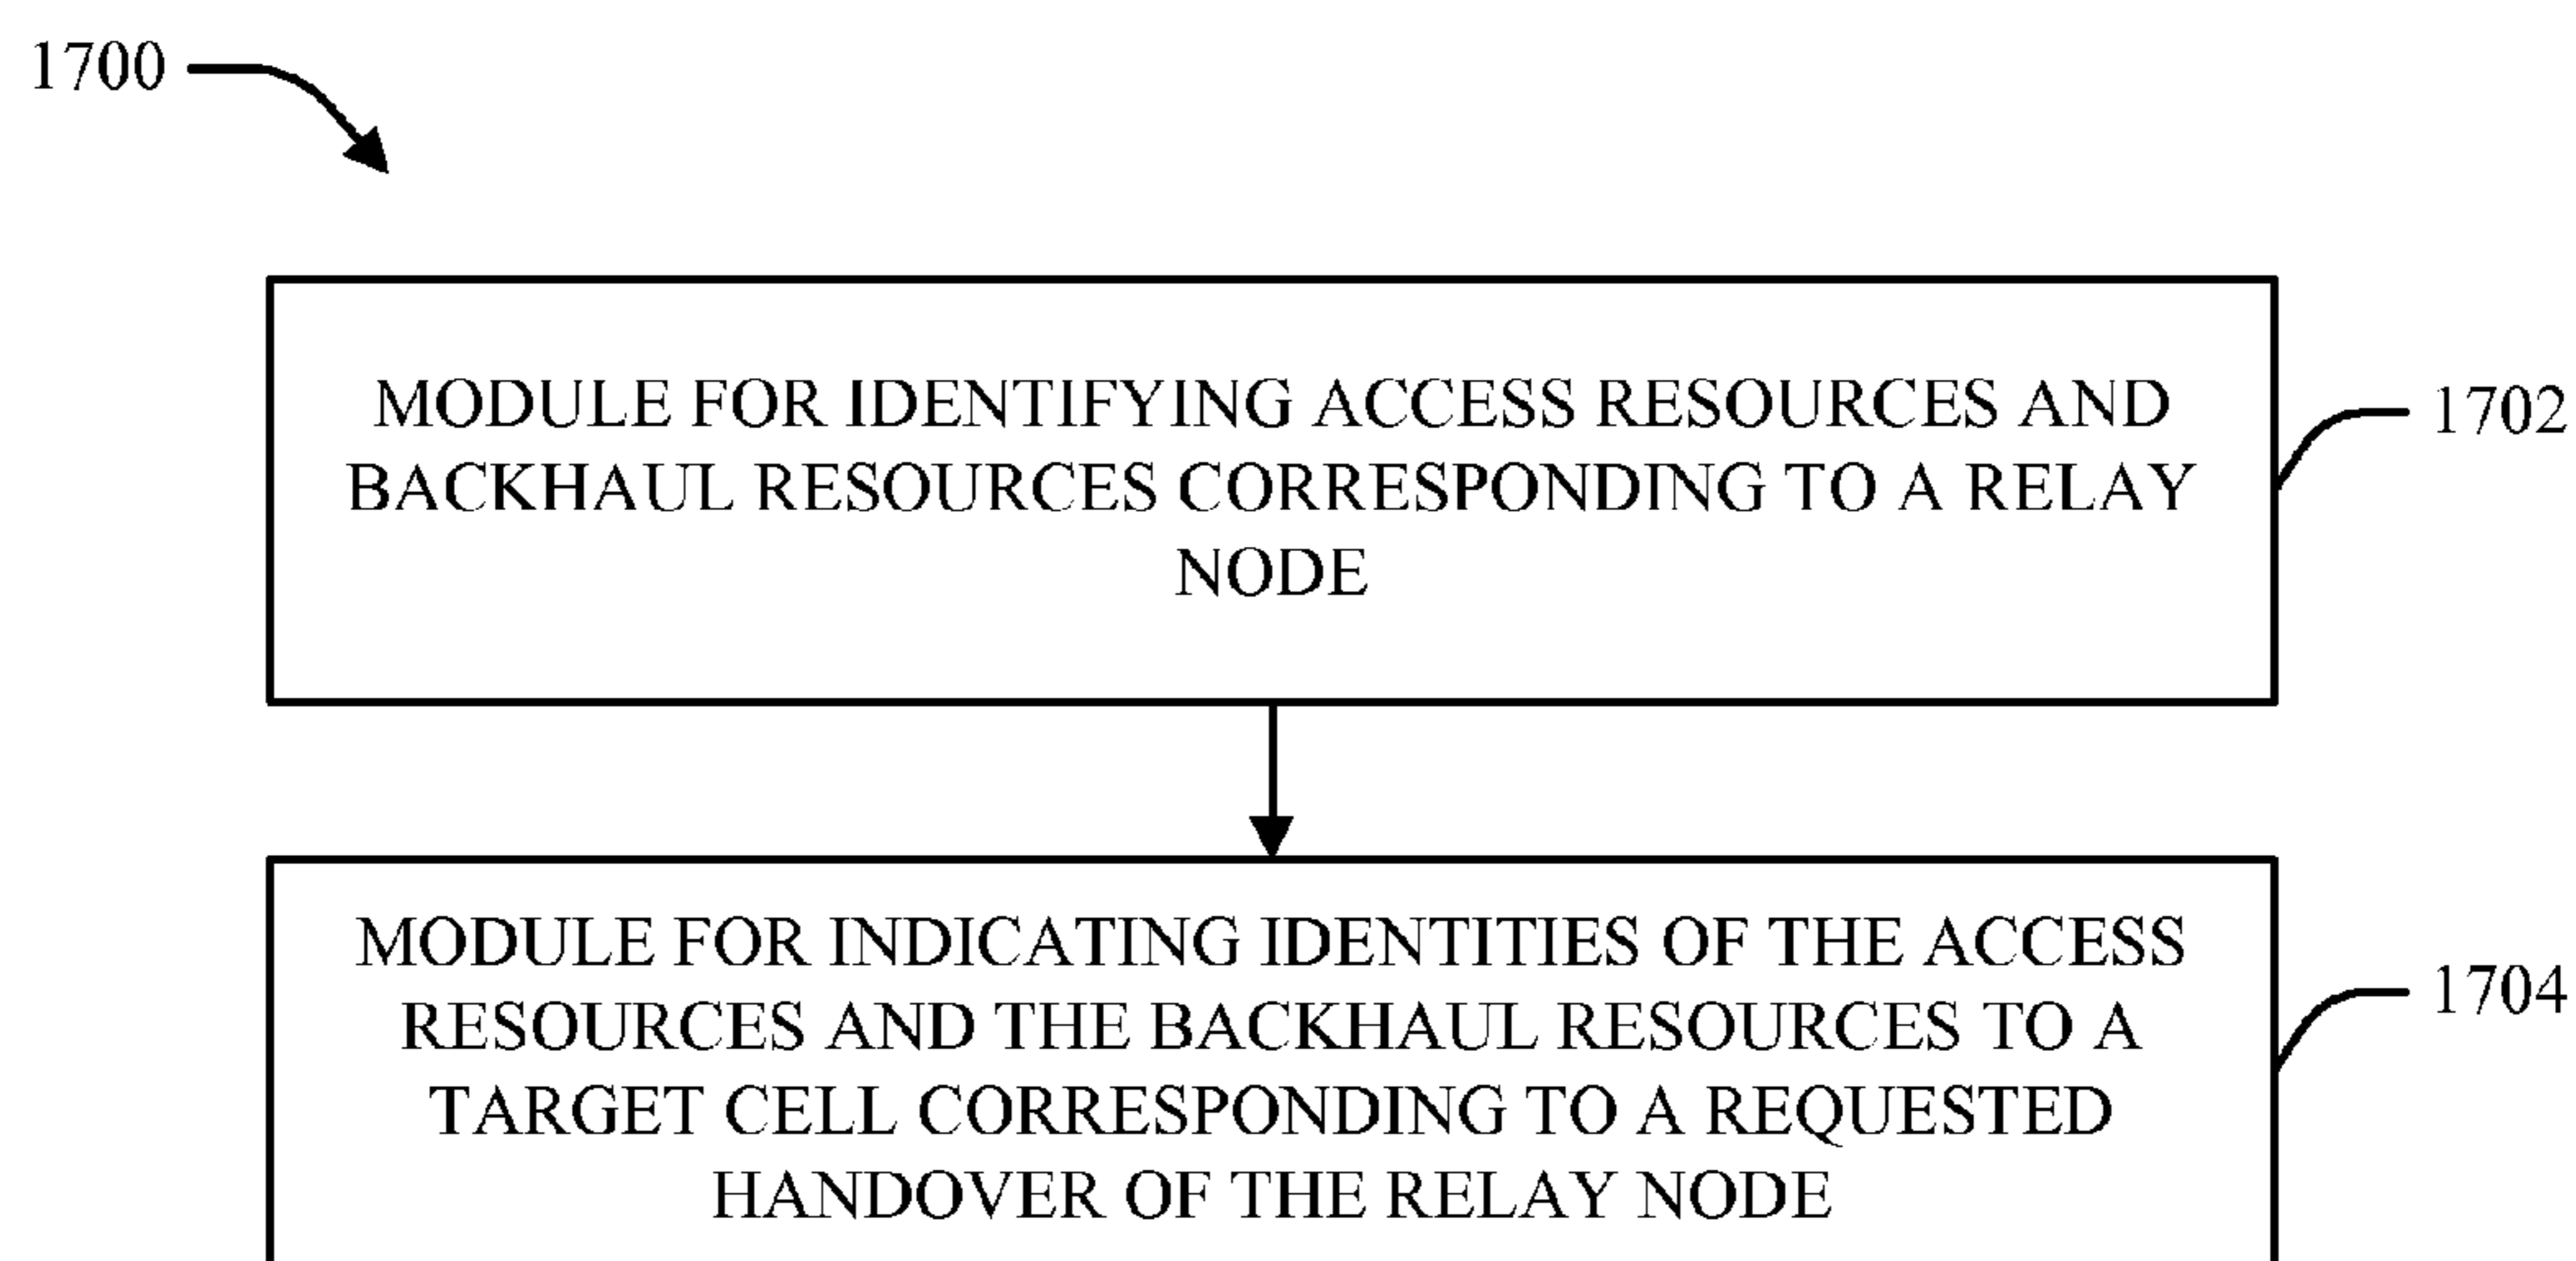 1700
MODULE FOR IDENTIFYING ACCESS RESOURCES AND
BACKHAUL RESOURCES CORRESPONDING TO A RELAY
NODE
1702
MODULE FOR INDICATING IDENTITIES OF THE ACCESS
RESOURCES AND THE BACKHAUL RESOURCES TO A
TARGET CELL CORRESPONDING TO A REQUESTED
HANDOVER OF THE RELAY NODE
1704